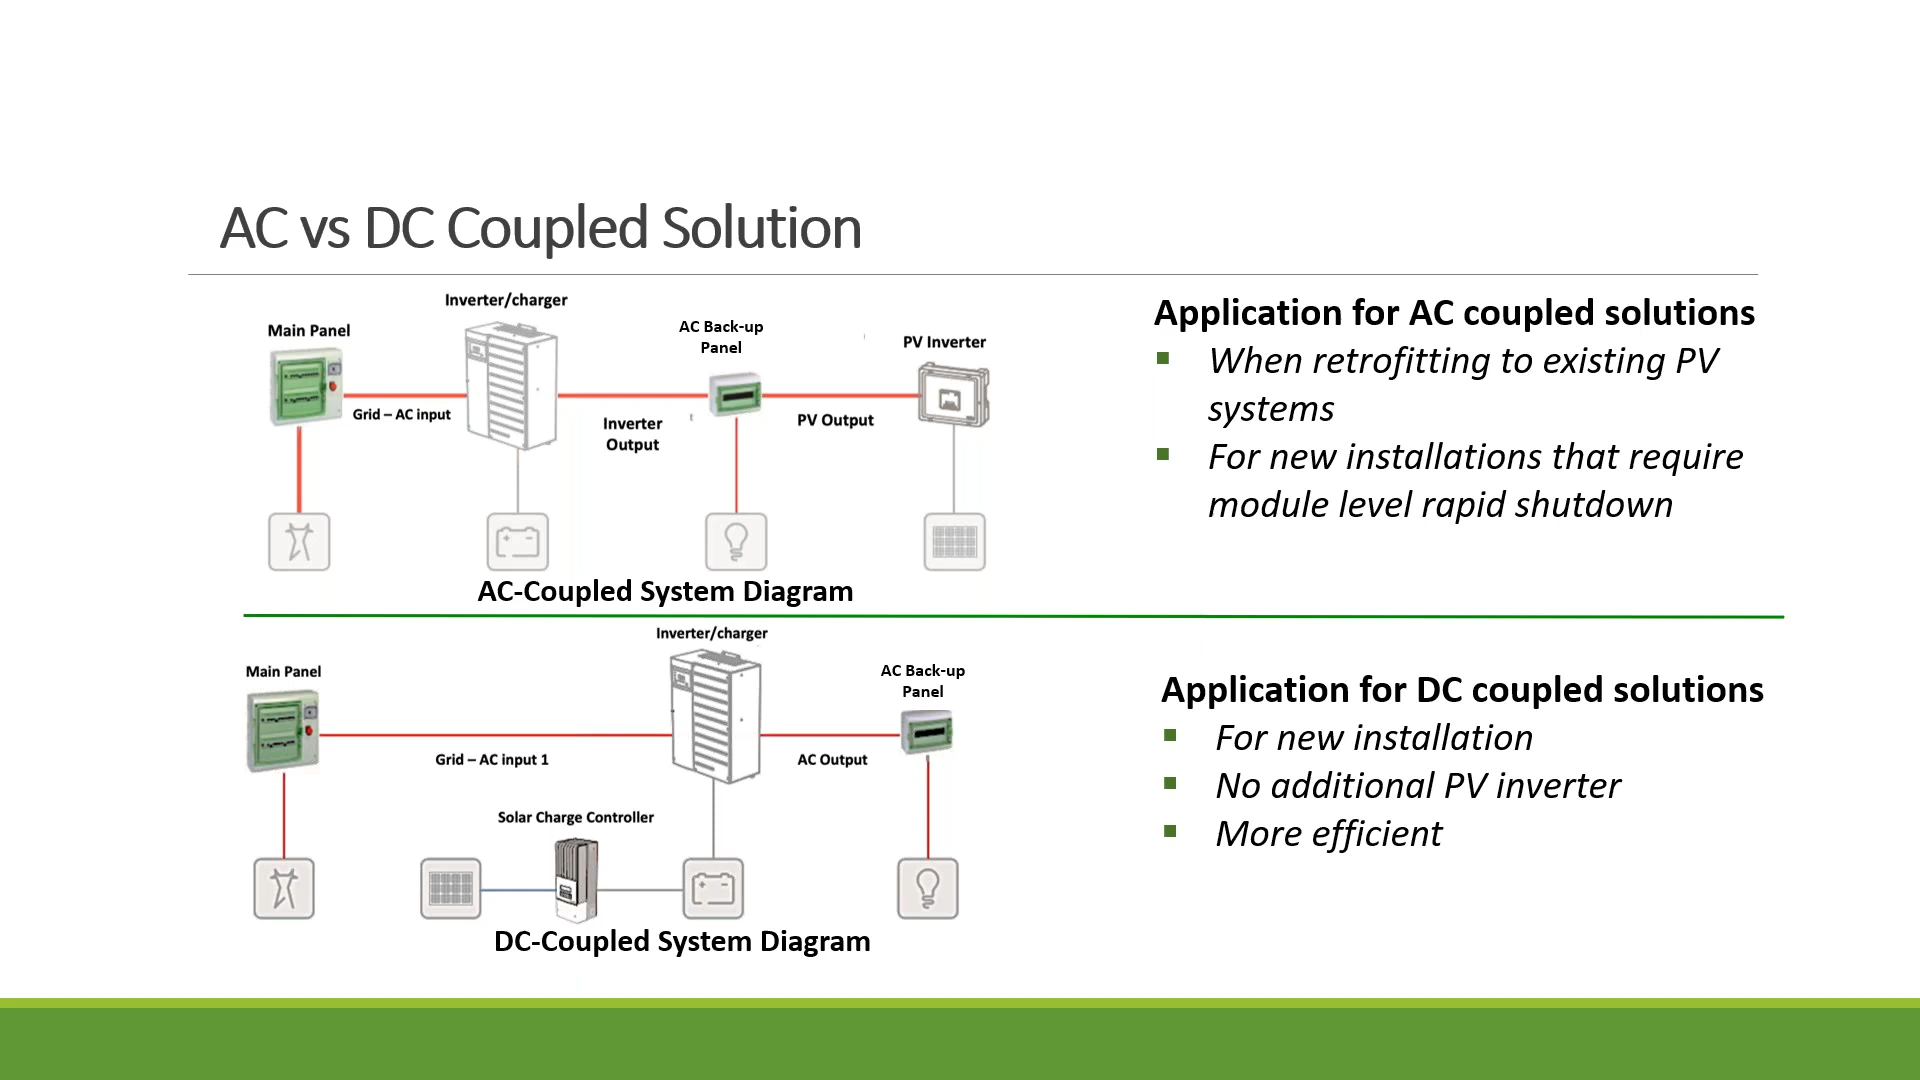 AC vs DC Coupled Solution
Inverter/charger
Main Panel
AC Back-up
Panel
PV Inverter
Grid – AC input
Inverter
Output
PV Output
AC-Coupled System Diagram
Application for AC coupled solutions
When retrofitting to existing PV
systems
For new installations that require
module level rapid shutdown
Inverter/charger
Main Panel
AC Back-up
Panel
Grid – AC input 1
AC Output
Solar Charge Controller
DC-Coupled System Diagram
Application for DC coupled solutions
For new installation
No additional PV inverter
More efficient